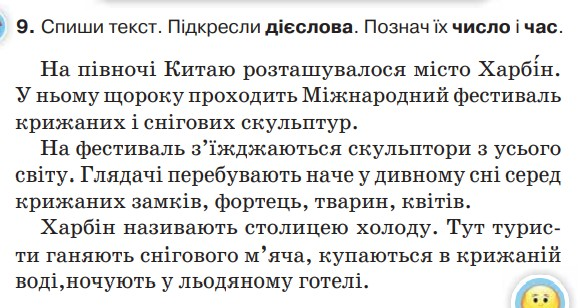 9. Спиши текст. Підкресли дієслова. Познач їх число і час.
На півночі Китаю розташувалося місто Харбі́н.
У ньому щороку проходить Міжнародний фестиваль
крижаних і снігових скульптур.
На фестиваль з’їжджаються скульптори з усього
світу. Глядачі перебувають наче у дивному сні серед
крижаних замків, фортець, тварин, квітів.
Харбін називають столицею холоду. Тут турис-
ти ганяють снігового м’яча, купаються в крижаній
воді,ночують у льодяному готелі.